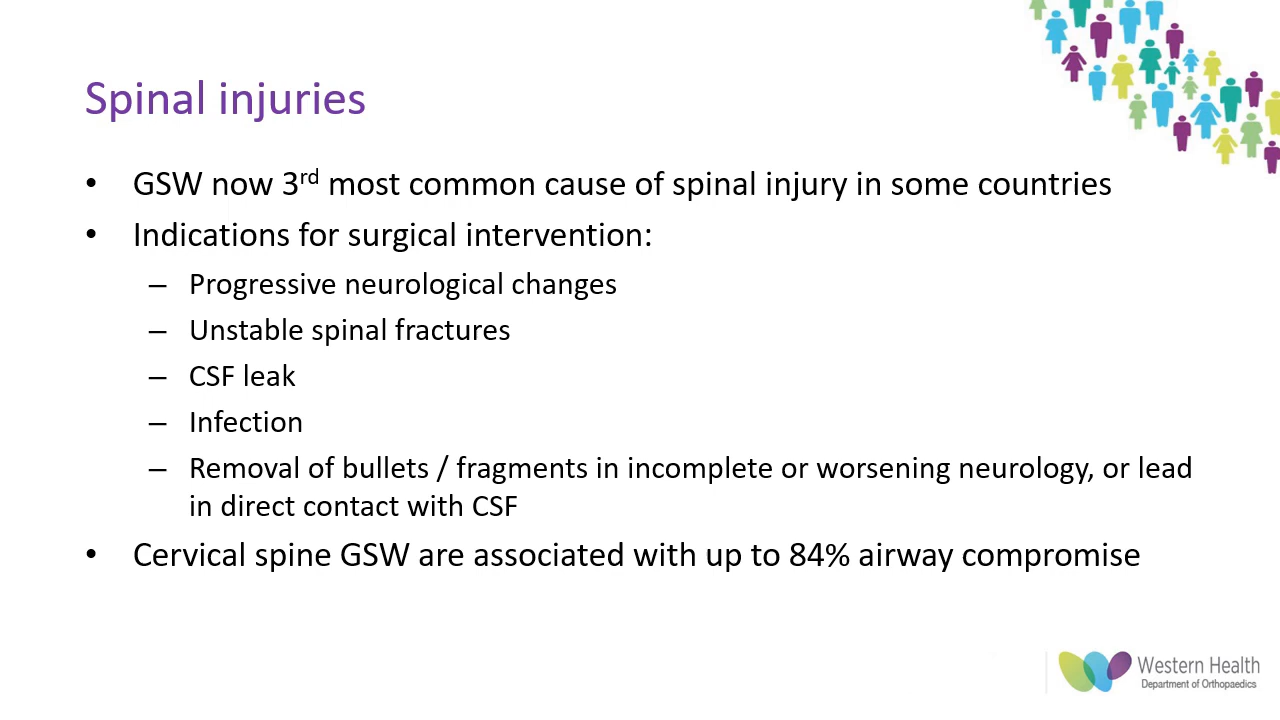 Spinal injuries
• GSW now 3rd most common cause of spinal injury in some countries
• Indications for surgical intervention:
– Progressive neurological changes
– Unstable spinal fractures
– CSF leak
– Infection
– Removal of bullets / fragments in incomplete or worsening neurology, or lead
in direct contact with CSF
• Cervical spine GSW are associated with up to 84% airway compromise
Western Health
Department of Orthopaedics